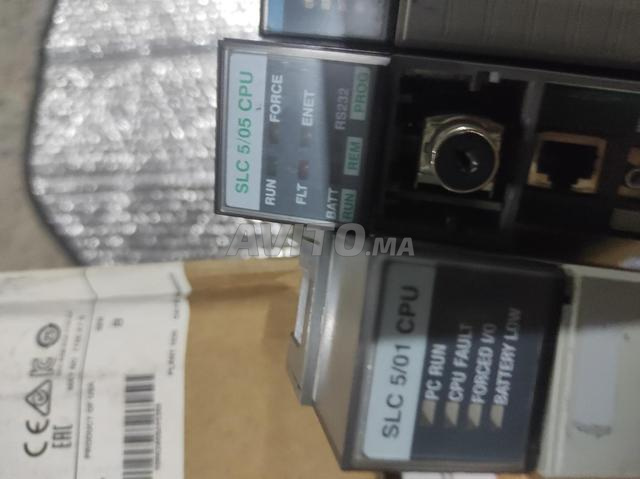 SLC 5/05 CPU
RUN FORCE
FLT ENET
BATT RS232
RUN REM PROG
AVITO.MA
SLC 5/01 CPU
PC RUN
CPU FAULT
FORCED I/O
BATTERY LOW
CE
EAC
PRODUCT OF USA
B